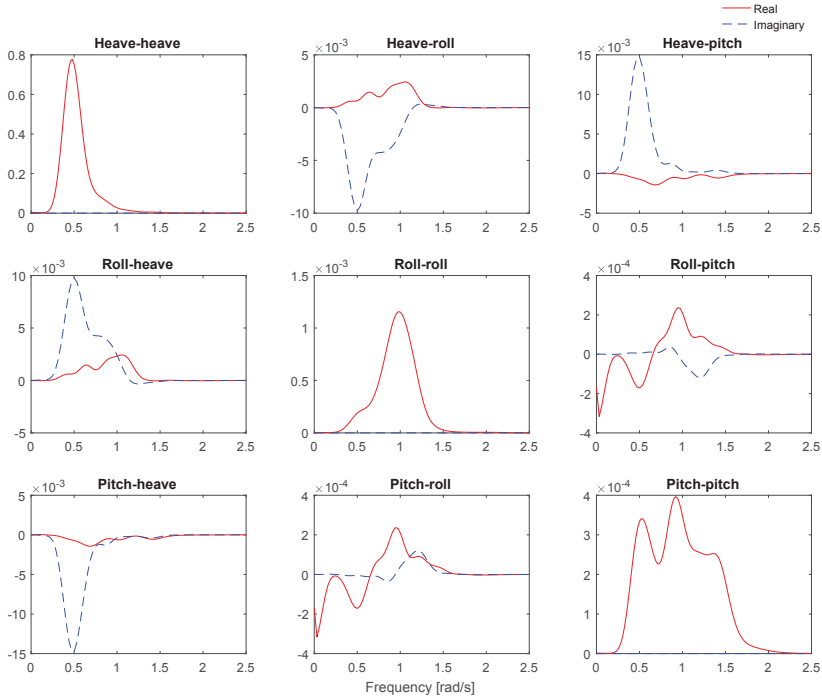 Real
Imaginary
Heave-heave
0.8
0.6
0.4
0.2
0
0 0.5 1 1.5 2 2.5
Heave-roll
×10-3
5
0
-5
-10
0 0.5 1 1.5 2 2.5
Heave-pitch
×10-3
15
10
5
0
-5
0 0.5 1 1.5 2 2.5
Roll-heave
×10-3
10
5
0
-5
0 0.5 1 1.5 2 2.5
Roll-roll
×10-3
1.5
1
0.5
0
0 0.5 1 1.5 2 2.5
Roll-pitch
×10-4
4
2
0
-2
-4
0 0.5 1 1.5 2 2.5
Pitch-heave
×10-3
5
0
-5
-10
-15
0 0.5 1 1.5 2 2.5
Pitch-roll
×10-4
4
2
0
-2
-4
0 0.5 1 1.5 2 2.5
Pitch-pitch
×10-4
4
3
2
1
0
0 0.5 1 1.5 2 2.5
Frequency [rad/s]